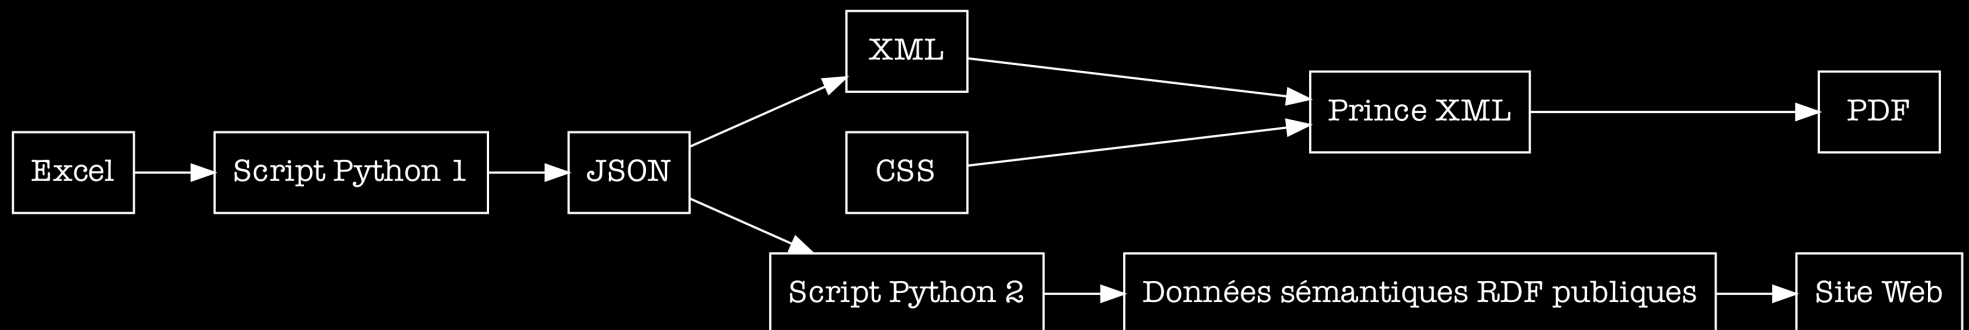 XML
Prince XML
PDF
Excel
Script Python 1
JSON
CSS
Script Python 2
Données sémantiques RDF publiques
Site Web